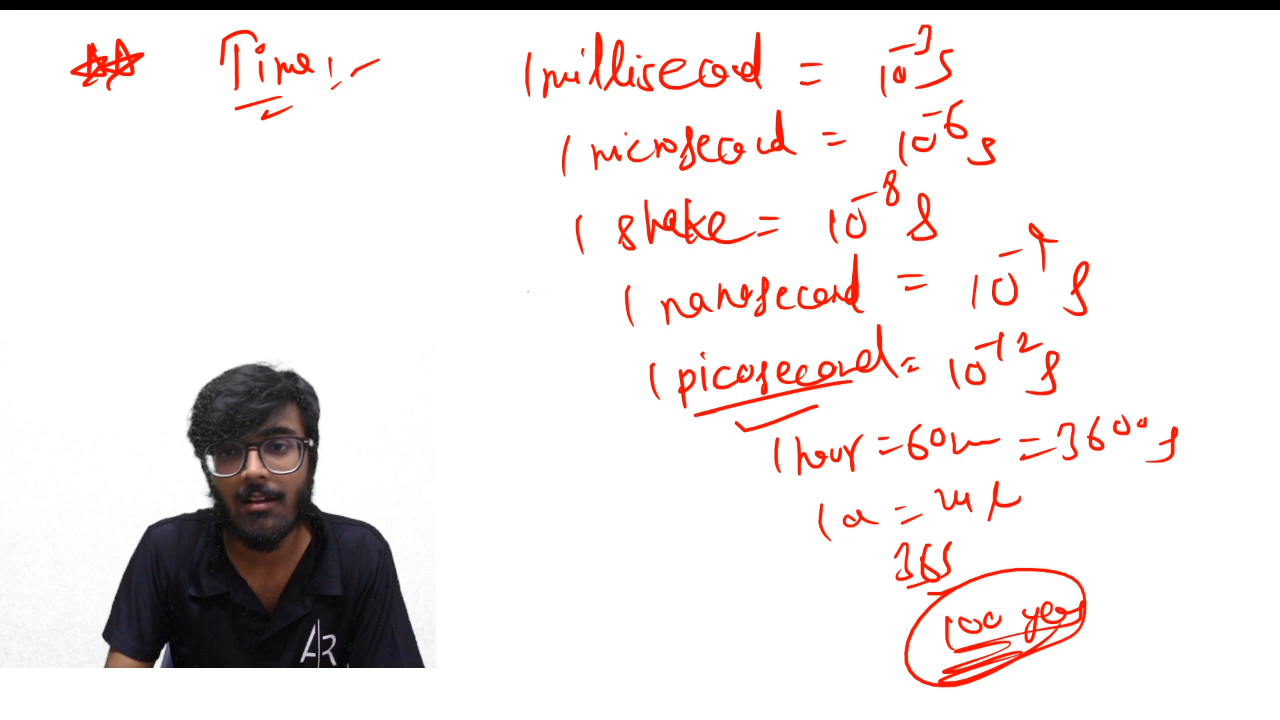 Time :-
1 millisecond = 10⁻³ s
1 microsecond = 10⁻⁶ s
1 shake = 10⁻⁸ s
1 nanosecond = 10⁻⁹ s
1 picosecond = 10⁻¹² s
1 hour = 60 m = 3600 s
1 d = 24 h
365
100 year
AR